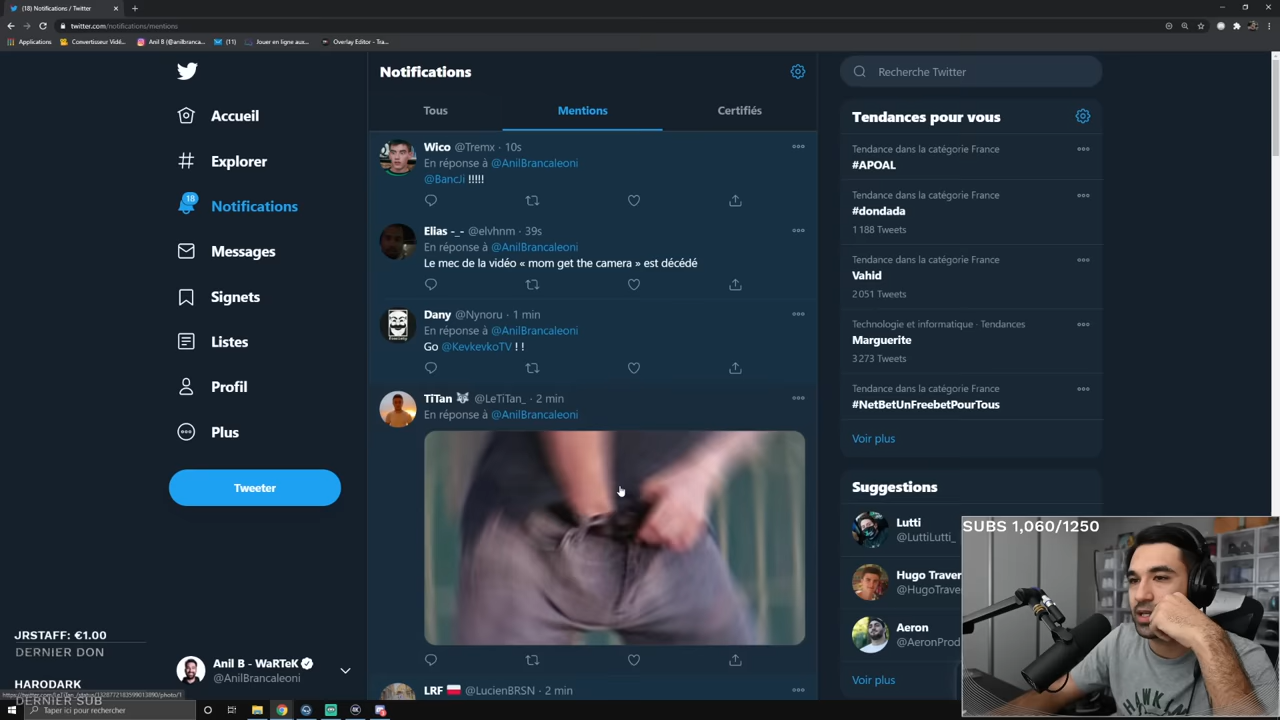 (18) Notifications / Twitter
twitter.com/notifications/mentions
Applications
Convertisseur Vidé...
Anil B (@anilbranca...
(11)
Jouer en ligne aux...
Overlay Editor - Tra...
Accueil
Explorer
18
Notifications
Messages
Signets
Listes
Profil
Plus
Tweeter
Anil B - WaRTeK
@AnilBrancaleoni
JRSTAFF: €1.00
DERNIER DON
HARODARK
DERNIER SUB
Taper ici pour rechercher
Notifications
Tous
Mentions
Certifiés
Wico @Tremx · 10s
En réponse à @AnilBrancaleoni
@BancJi !!!!!
Elias -_- @elvhnm · 39s
En réponse à @AnilBrancaleoni
Le mec de la vidéo « mom get the camera » est décédé
Dany @Nynoru · 1 min
En réponse à @AnilBrancaleoni
Go @KevkevkoTV ! !
TiTan @LeTiTan_ · 2 min
En réponse à @AnilBrancaleoni
LRF @LucienBRSN · 2 min
Recherche Twitter
Tendances pour vous
Tendance dans la catégorie France
#APOAL
Tendance dans la catégorie France
#dondada
1 188 Tweets
Tendance dans la catégorie France
Vahid
2 051 Tweets
Technologie et informatique · Tendances
Marguerite
3 273 Tweets
Tendance dans la catégorie France
#NetBetUnFreebetPourTous
Voir plus
Suggestions
Lutti
@LuttiLutti_
Hugo Traver
@HugoTrave
Aeron
@AeronProd
Voir plus
SUBS 1,060/1250